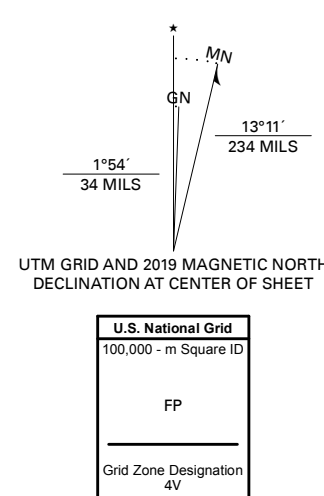 ★
MN
GN
13°11´
234 MILS
1°54´
34 MILS
UTM GRID AND 2019 MAGNETIC NORTH
DECLINATION AT CENTER OF SHEET
U.S. National Grid
100,000 - m Square ID
FP
Grid Zone Designation
4V